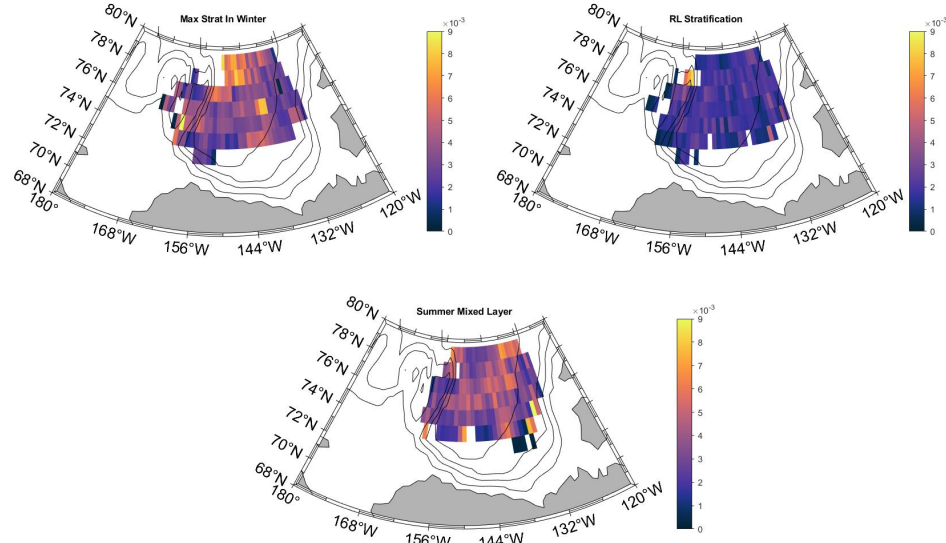 Max Strat In Winter
80°N
78°N
76°N
74°N
72°N
70°N
68°N
180°
168°W
156°W
144°W
132°W
120°W
×10⁻³
9
8
7
6
5
4
3
2
1
0
RL Stratification
80°N
78°N
76°N
74°N
72°N
70°N
68°N
180°
168°W
156°W
144°W
132°W
120°W
×10⁻³
9
8
7
6
5
4
3
2
1
0
Summer Mixed Layer
80°N
78°N
76°N
74°N
72°N
70°N
68°N
180°
168°W
156°W
144°W
132°W
120°W
×10⁻³
9
8
7
6
5
4
3
2
1
0